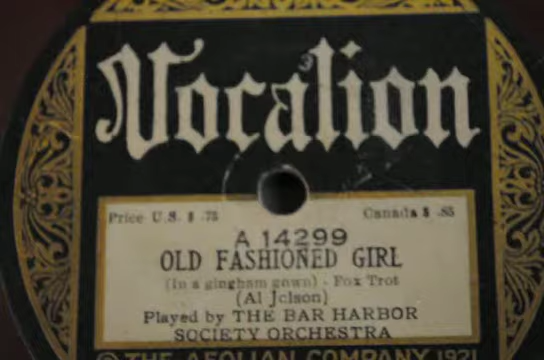 Vocalion
Price U.S. $ .75 Canada $ .85
A 14299
OLD FASHIONED GIRL
(In a gingham gown) - Fox Trot
(Al Jolson)
Played by THE BAR HARBOR
SOCIETY ORCHESTRA
© THE AEOLIAN COMPANY